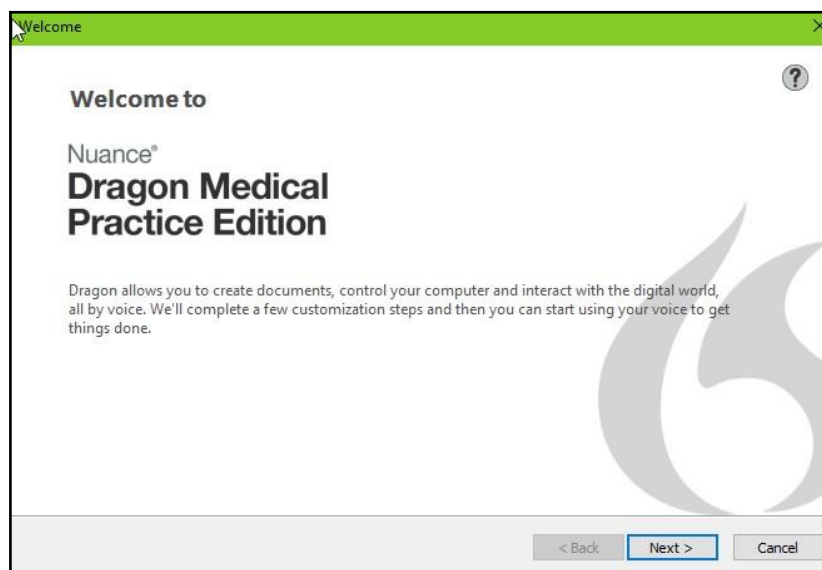 Welcome
?
Welcome to
Nuance®
Dragon Medical
Practice Edition
Dragon allows you to create documents, control your computer and interact with the digital world,
all by voice. We'll complete a few customization steps and then you can start using your voice to get
things done.
< Back Next > Cancel